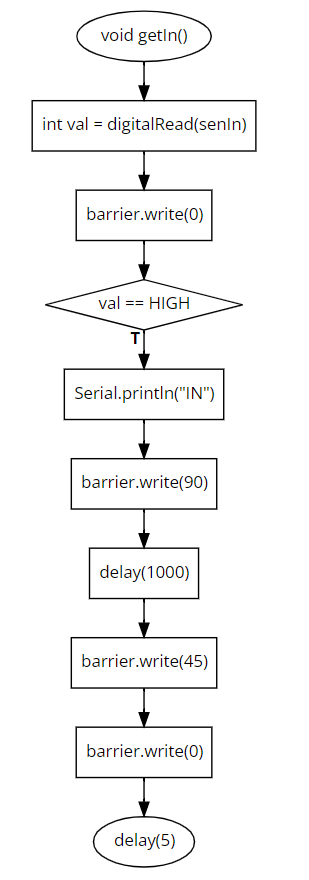 void getIn()
int val = digitalRead(senIn)
barrier.write(0)
val == HIGH
T
Serial.println("IN")
barrier.write(90)
delay(1000)
barrier.write(45)
barrier.write(0)
delay(5)